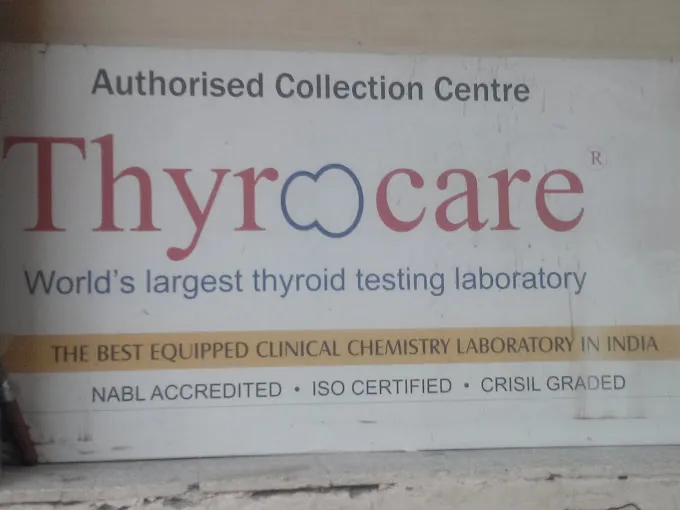 Authorised Collection Centre
Thyrocare®
World's largest thyroid testing laboratory
THE BEST EQUIPPED CLINICAL CHEMISTRY LABORATORY IN INDIA
NABL ACCREDITED • ISO CERTIFIED • CRISIL GRADED